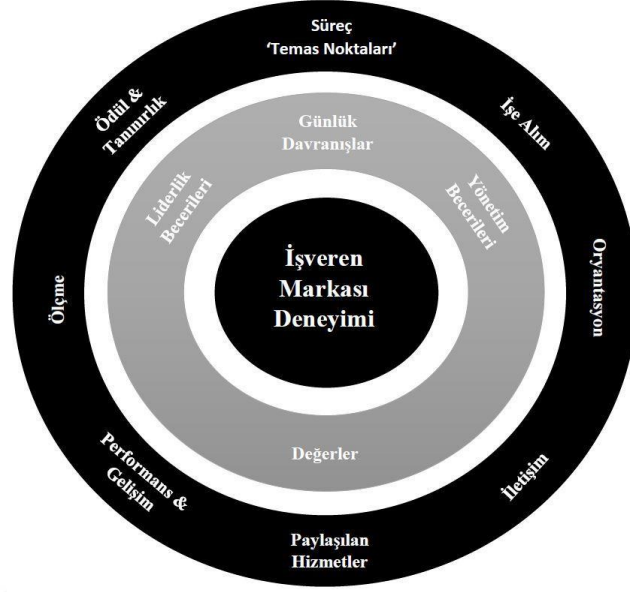 Süreç
‘Temas Noktaları’
İşe Alım
Oryantasyon
İletişim
Paylaşılan
Hizmetler
Performans &
Gelişim
Ölçme
Ödül &
Tanınırlık
Günlük
Davranışlar
Yönetim
Becerileri
Değerler
Liderlik
Becerileri
İşveren
Markası
Deneyimi